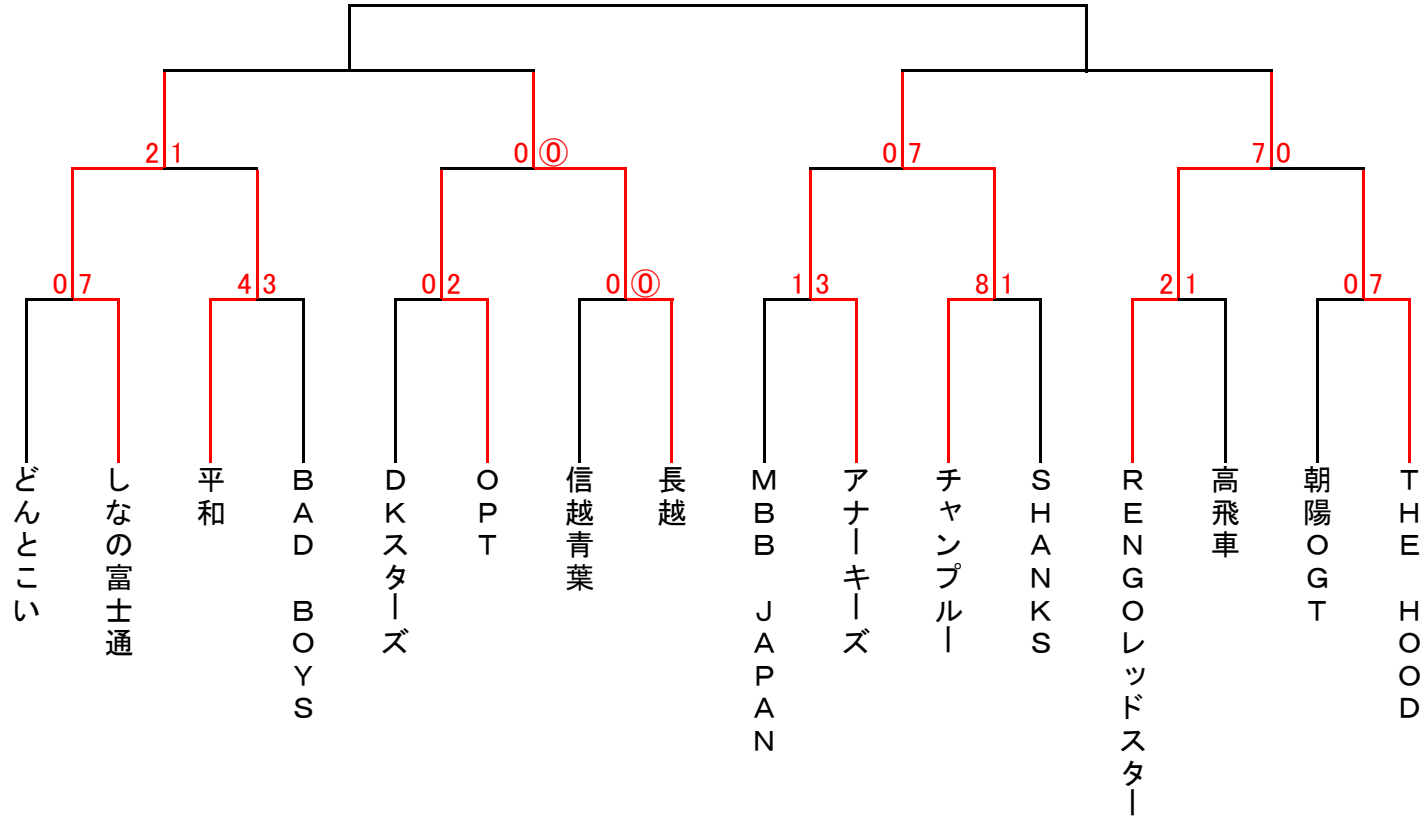 2 1
0 ⓪
0 7
7 0
0 7
4 3
0 2
0 ⓪
1 3
8 1
2 1
0 7
どんとこい
しなの富士通
平和
BAD BOYS
DKスターズ
OPT
信越青葉
長越
MBB JAPAN
アナーキーズ
チャンプルー
SHANKS
RENGOレッドスター
高飛車
朝陽OGT
THE HOOD